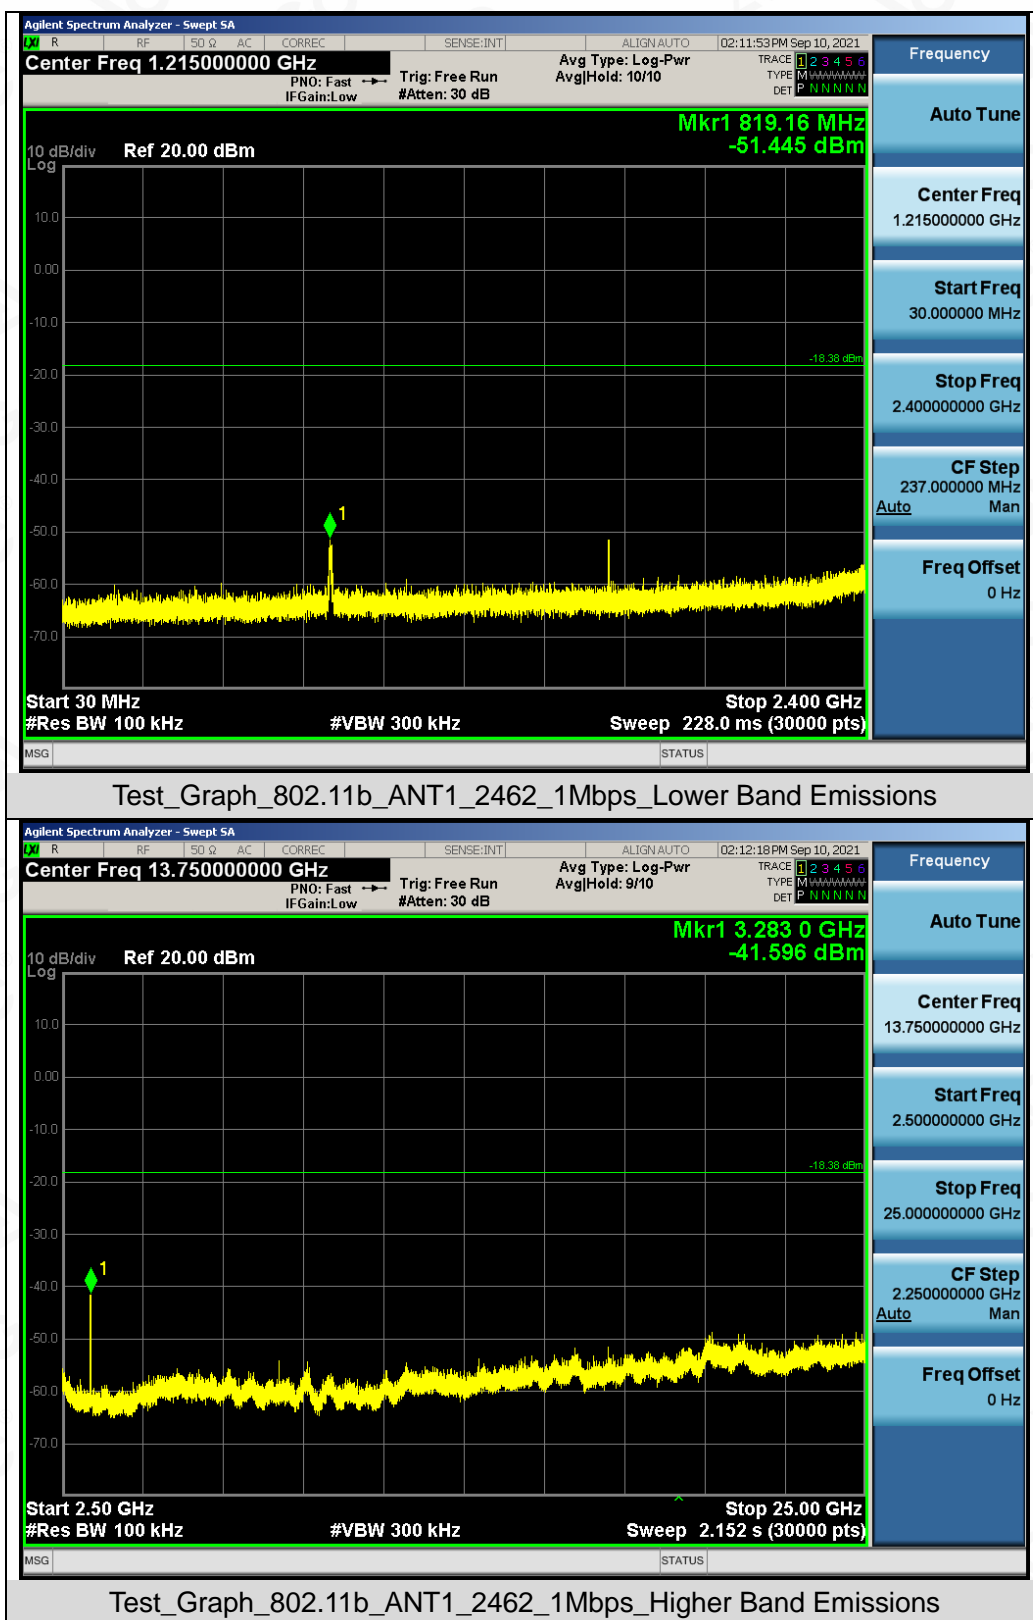 Agilent Spectrum Analyzer - Swept SA
LXI R RF 50 Ω AC CORREC SENSE:INT ALIGN AUTO 02:11:53 PM Sep 10, 2021
Center Freq 1.215000000 GHz
PNO: Fast
IFGain:Low
Trig: Free Run
#Atten: 30 dB
Avg Type: Log-Pwr
Avg|Hold: 10/10
TRACE 1 2 3 4 5 6
TYPE M WWWWW
DET P N N N N N
Mkr1 819.16 MHz
-51.445 dBm
10 dB/div Ref 20.00 dBm
Log
10.0
0.00
-10.0
-18.38 dBm
-20.0
-30.0
-40.0
1
-50.0
-60.0
-70.0
Start 30 MHz Stop 2.400 GHz
#Res BW 100 kHz #VBW 300 kHz Sweep 228.0 ms (30000 pts)
MSG STATUS
Frequency
Auto Tune
Center Freq
1.215000000 GHz
Start Freq
30.000000 MHz
Stop Freq
2.400000000 GHz
CF Step
237.000000 MHz
Auto Man
Freq Offset
0 Hz
Test_Graph_802.11b_ANT1_2462_1Mbps_Lower Band Emissions
Agilent Spectrum Analyzer - Swept SA
LXI R RF 50 Ω AC CORREC SENSE:INT ALIGN AUTO 02:12:18 PM Sep 10, 2021
Center Freq 13.750000000 GHz
PNO: Fast
IFGain:Low
Trig: Free Run
#Atten: 30 dB
Avg Type: Log-Pwr
Avg|Hold: 9/10
TRACE 1 2 3 4 5 6
TYPE M WWWWW
DET P N N N N N
Mkr1 3.283 0 GHz
-41.596 dBm
10 dB/div Ref 20.00 dBm
Log
10.0
0.00
-10.0
-18.38 dBm
-20.0
-30.0
1
-40.0
-50.0
-60.0
-70.0
Start 2.50 GHz Stop 25.00 GHz
#Res BW 100 kHz #VBW 300 kHz Sweep 2.152 s (30000 pts)
MSG STATUS
Frequency
Auto Tune
Center Freq
13.750000000 GHz
Start Freq
2.500000000 GHz
Stop Freq
25.000000000 GHz
CF Step
2.250000000 GHz
Auto Man
Freq Offset
0 Hz
Test_Graph_802.11b_ANT1_2462_1Mbps_Higher Band Emissions